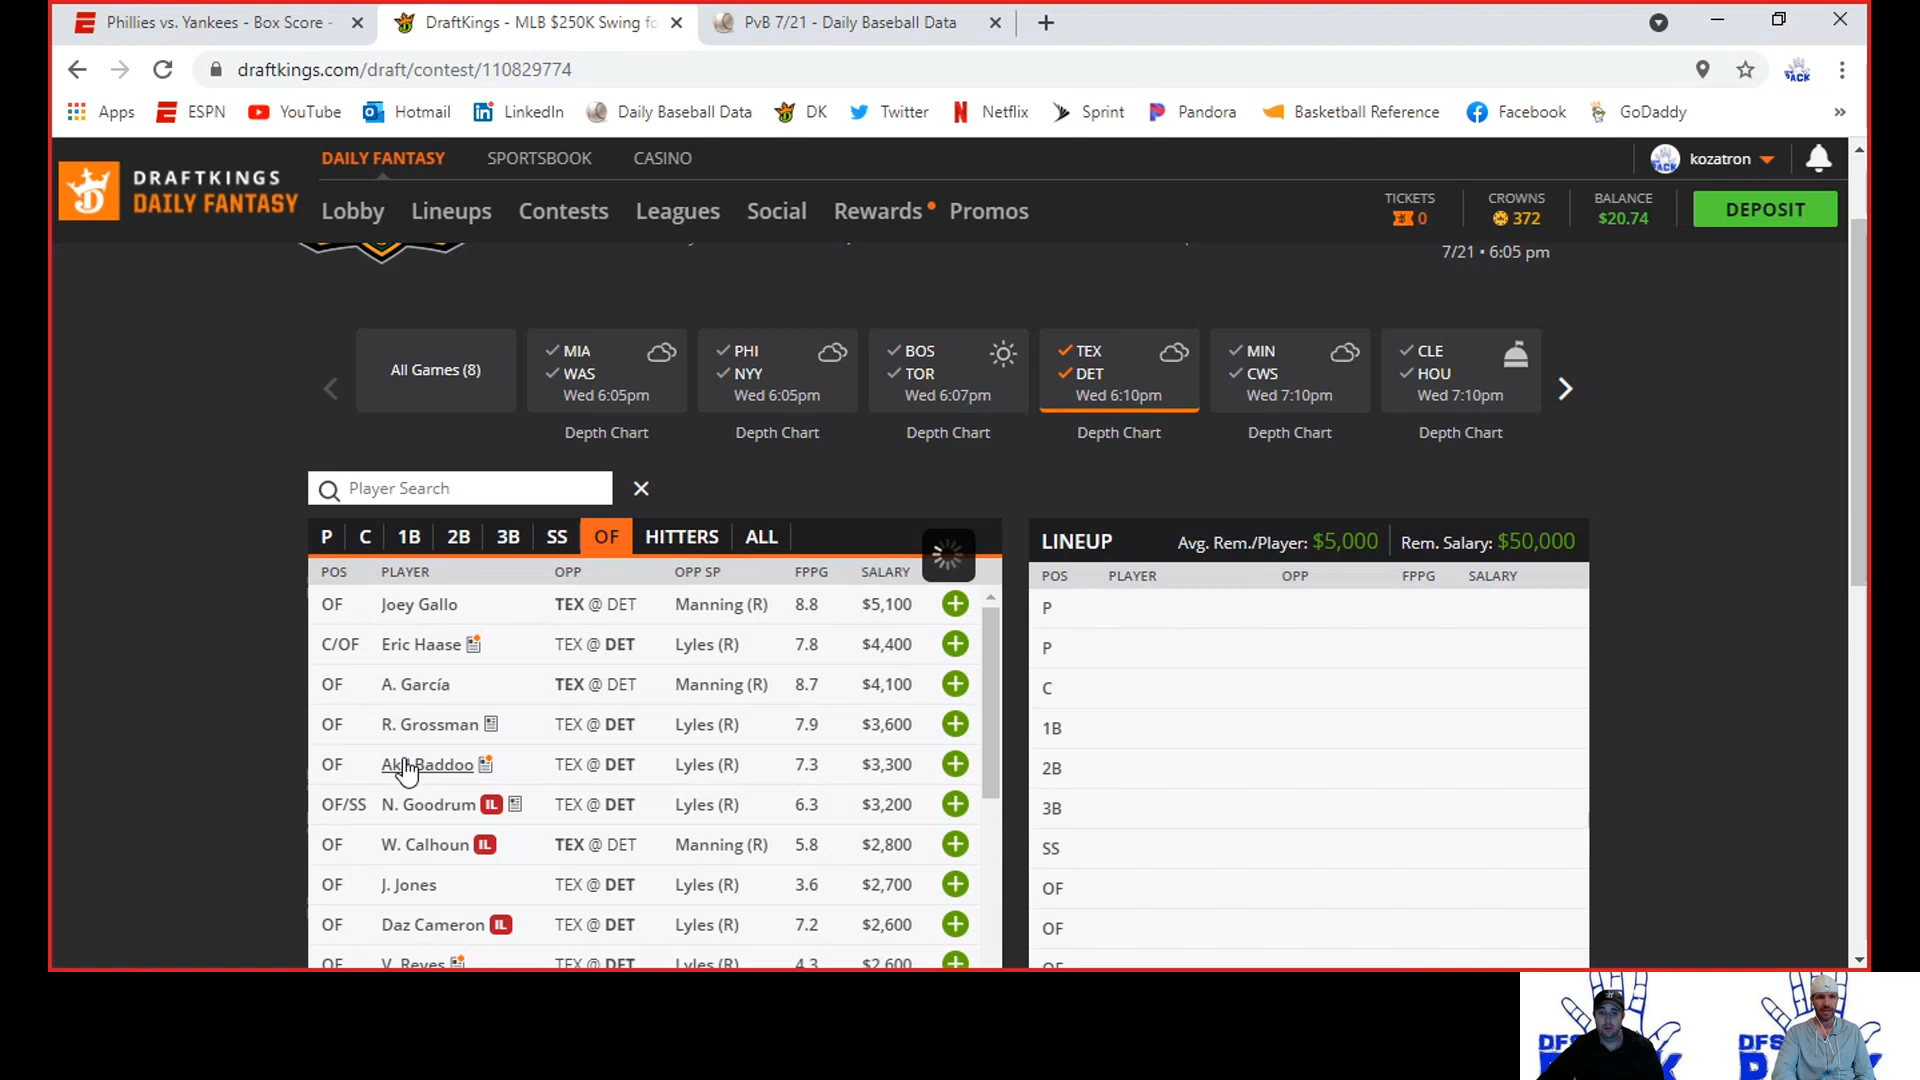 Phillies vs. Yankees - Box Score -
DraftKings - MLB $250K Swing fo
PvB 7/21 - Daily Baseball Data
draftkings.com/draft/contest/110829774
Apps
ESPN
YouTube
Hotmail
LinkedIn
Daily Baseball Data
DK
Twitter
Netflix
Sprint
Pandora
Basketball Reference
Facebook
GoDaddy
DRAFTKINGS
DAILY FANTASY
DAILY FANTASY SPORTSBOOK CASINO
kozatron
Lobby Lineups Contests Leagues Social Rewards Promos
TICKETS 0
CROWNS 372
BALANCE $20.74
DEPOSIT
7/21 • 6:05 pm
All Games (8)
MIA
WAS
Wed 6:05pm
Depth Chart
PHI
NYY
Wed 6:05pm
Depth Chart
BOS
TOR
Wed 6:07pm
Depth Chart
TEX
DET
Wed 6:10pm
Depth Chart
MIN
CWS
Wed 7:10pm
Depth Chart
CLE
HOU
Wed 7:10pm
Depth Chart
Player Search
P C 1B 2B 3B SS OF HITTERS ALL
POS PLAYER OPP OPP SP FPPG SALARY
OF Joey Gallo TEX @ DET Manning (R) 8.8 $5,100
C/OF Eric Haase TEX @ DET Lyles (R) 7.8 $4,400
OF A. García TEX @ DET Manning (R) 8.7 $4,100
OF R. Grossman TEX @ DET Lyles (R) 7.9 $3,600
OF Baddoo TEX @ DET Lyles (R) 7.3 $3,300
OF/SS N. Goodrum IL TEX @ DET Lyles (R) 6.3 $3,200
OF W. Calhoun IL TEX @ DET Manning (R) 5.8 $2,800
OF J. Jones TEX @ DET Lyles (R) 3.6 $2,700
OF Daz Cameron IL TEX @ DET Lyles (R) 7.2 $2,600
OF V. Reyes TEX @ DET Lyles (R) 4.3 $2,600
LINEUP Avg. Rem./Player: $5,000 Rem. Salary: $50,000
POS PLAYER OPP FPPG SALARY
P
P
C
1B
2B
3B
SS
OF
OF
OF
DFS
DFS